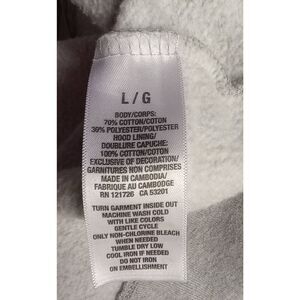 L / G
BODY/CORPS:
70% COTTON/COTON
30% POLYESTER/POLYESTER
HOOD LINING/
DOUBLURE CAPUCHE:
100% COTTON/COTON
EXCLUSIVE OF DECORATION/
GARNITURES NON COMPRISES
MADE IN CAMBODIA/
FABRIQUE AU CAMBODGE
RN 121726 CA 53201
TURN GARMENT INSIDE OUT
MACHINE WASH COLD
WITH LIKE COLORS
GENTLE CYCLE
ONLY NON-CHLORINE BLEACH
WHEN NEEDED
TUMBLE DRY LOW
COOL IRON IF NEEDED
DO NOT IRON
ON EMBELLISHMENT